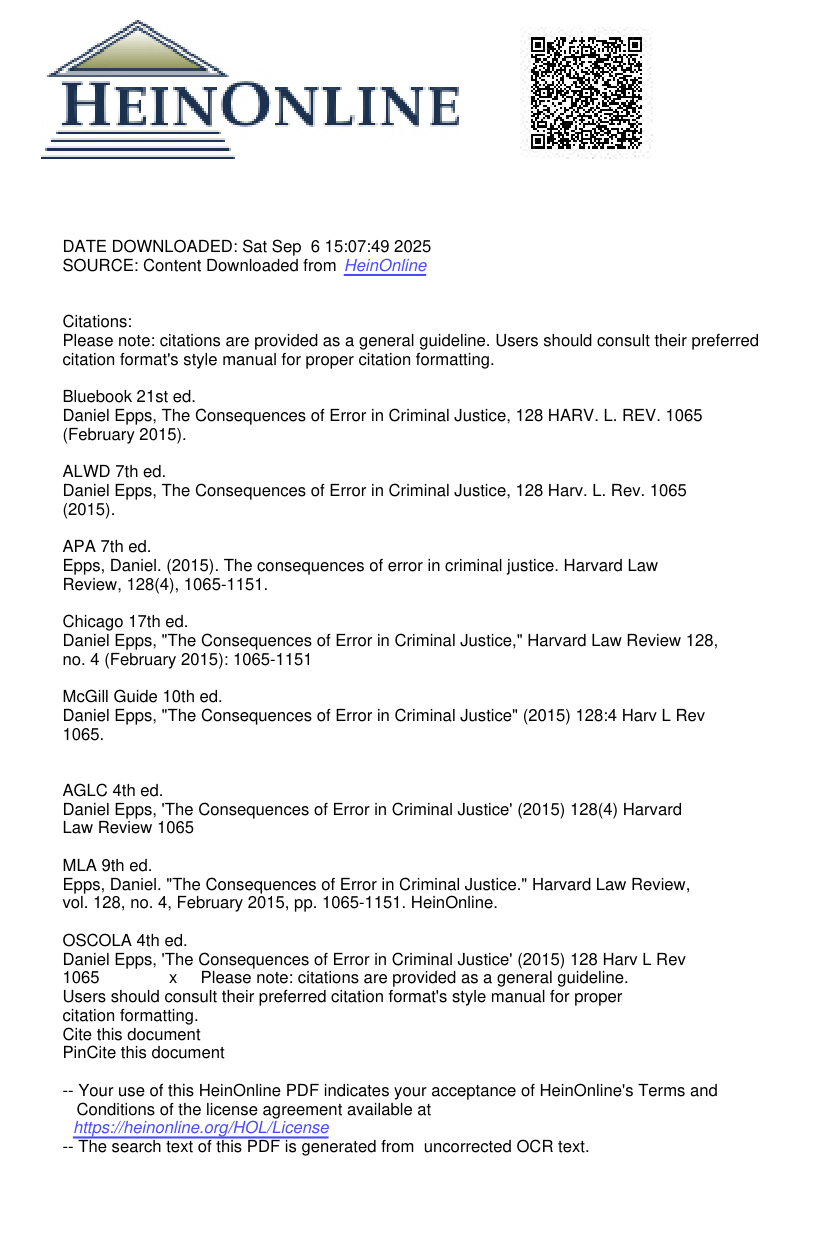 HEINONLINE
DATE DOWNLOADED: Sat Sep 6 15:07:49 2025
SOURCE: Content Downloaded from HeinOnline
Citations:
Please note: citations are provided as a general guideline. Users should consult their preferred
citation format's style manual for proper citation formatting.
Bluebook 21st ed.
Daniel Epps, The Consequences of Error in Criminal Justice, 128 HARV. L. REV. 1065
(February 2015).
ALWD 7th ed.
Daniel Epps, The Consequences of Error in Criminal Justice, 128 Harv. L. Rev. 1065
(2015).
APA 7th ed.
Epps, Daniel. (2015). The consequences of error in criminal justice. Harvard Law
Review, 128(4), 1065-1151.
Chicago 17th ed.
Daniel Epps, "The Consequences of Error in Criminal Justice," Harvard Law Review 128,
no. 4 (February 2015): 1065-1151
McGill Guide 10th ed.
Daniel Epps, "The Consequences of Error in Criminal Justice" (2015) 128:4 Harv L Rev
1065.
AGLC 4th ed.
Daniel Epps, 'The Consequences of Error in Criminal Justice' (2015) 128(4) Harvard
Law Review 1065
MLA 9th ed.
Epps, Daniel. "The Consequences of Error in Criminal Justice." Harvard Law Review,
vol. 128, no. 4, February 2015, pp. 1065-1151. HeinOnline.
OSCOLA 4th ed.
Daniel Epps, 'The Consequences of Error in Criminal Justice' (2015) 128 Harv L Rev
1065 x Please note: citations are provided as a general guideline.
Users should consult their preferred citation format's style manual for proper
citation formatting.
Cite this document
PinCite this document
-- Your use of this HeinOnline PDF indicates your acceptance of HeinOnline's Terms and
Conditions of the license agreement available at
https://heinonline.org/HOL/License
-- The search text of this PDF is generated from uncorrected OCR text.